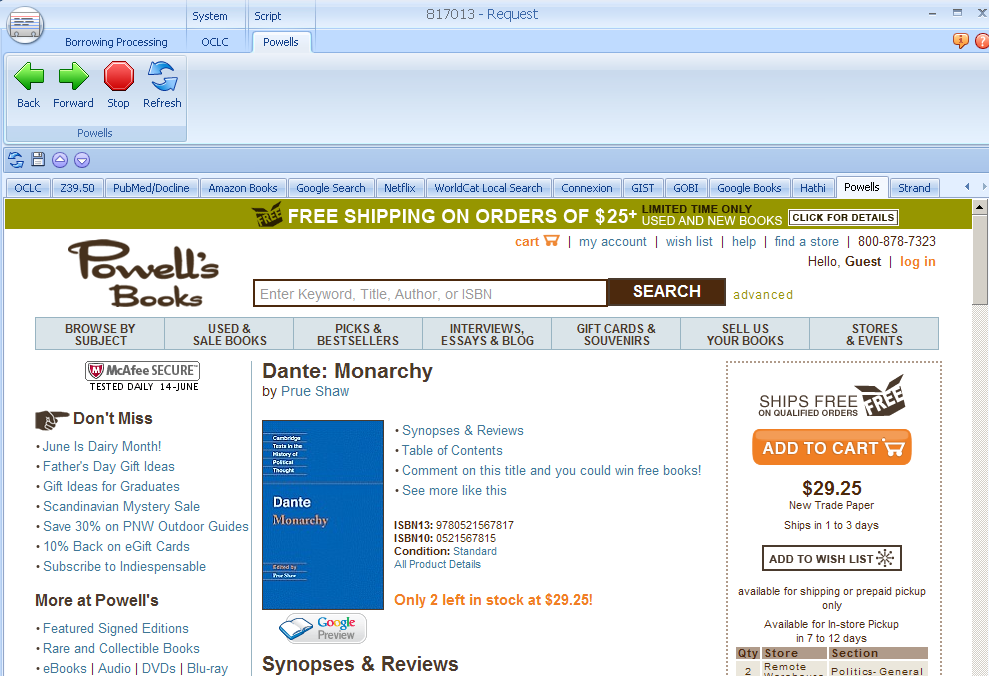 817013 - Request
System
Script
Borrowing Processing
OCLC
Powells
Back
Forward
Stop
Refresh
Powells
OCLC
Z39.50
PubMed/Docline
Amazon Books
Google Search
Netflix
WorldCat Local Search
Connexion
GIST
GOBI
Google Books
Hathi
Powells
Strand
FREE
FREE SHIPPING ON ORDERS OF $25+
LIMITED TIME ONLY
USED AND NEW BOOKS
CLICK FOR DETAILS
Powell's
Books
cart | my account | wish list | help | find a store | 800-878-7323
Hello, Guest | log in
Enter Keyword, Title, Author, or ISBN
SEARCH
advanced
BROWSE BY
SUBJECT
USED &
SALE BOOKS
PICKS &
BESTSELLERS
INTERVIEWS,
ESSAYS & BLOG
GIFT CARDS &
SOUVENIRS
SELL US
YOUR BOOKS
STORES
& EVENTS
McAfee SECURE
TESTED DAILY 14-JUNE
Don't Miss
• June Is Dairy Month!
• Father's Day Gift Ideas
• Gift Ideas for Graduates
• Scandinavian Mystery Sale
• Save 30% on PNW Outdoor Guides
• 10% Back on eGift Cards
• Subscribe to Indiespensable
More at Powell's
• Featured Signed Editions
• Rare and Collectible Books
• eBooks | Audio | DVDs | Blu-ray
Dante: Monarchy
by Prue Shaw
Cambridge
Texts in the
History of
Political
Thought
Dante
Monarchy
Edited by
Prue Shaw
Google
Preview
• Synopses & Reviews
• Table of Contents
• Comment on this title and you could win free books!
• See more like this
ISBN13: 9780521567817
ISBN10: 0521567815
Condition: Standard
All Product Details
Only 2 left in stock at $29.25!
Synopses & Reviews
SHIPS FREE
ON QUALIFIED ORDERS
FREE
ADD TO CART
$29.25
New Trade Paper
Ships in 1 to 3 days
ADD TO WISH LIST
available for shipping or prepaid pickup
only
Available for In-store Pickup
in 7 to 12 days
Qty Store Section
2 Remote Warehouse Politics- General